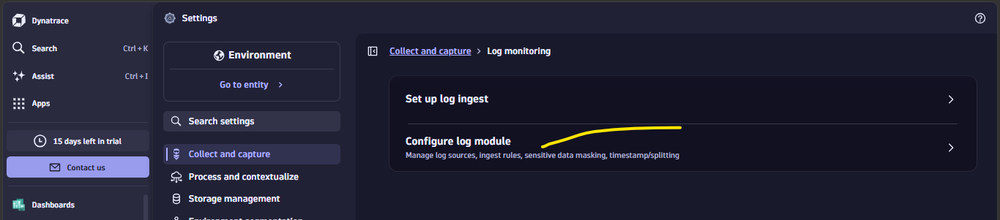 Dynatrace
Search Ctrl + K
Assist Ctrl + I
Apps
15 days left in trial
Contact us
Dashboards
Settings
Environment
Go to entity
Search settings
Collect and capture
Process and contextualize
Storage management
Environment segmentation
Collect and capture > Log monitoring
Set up log ingest
Configure log module
Manage log sources, ingest rules, sensitive data masking, timestamp/splitting